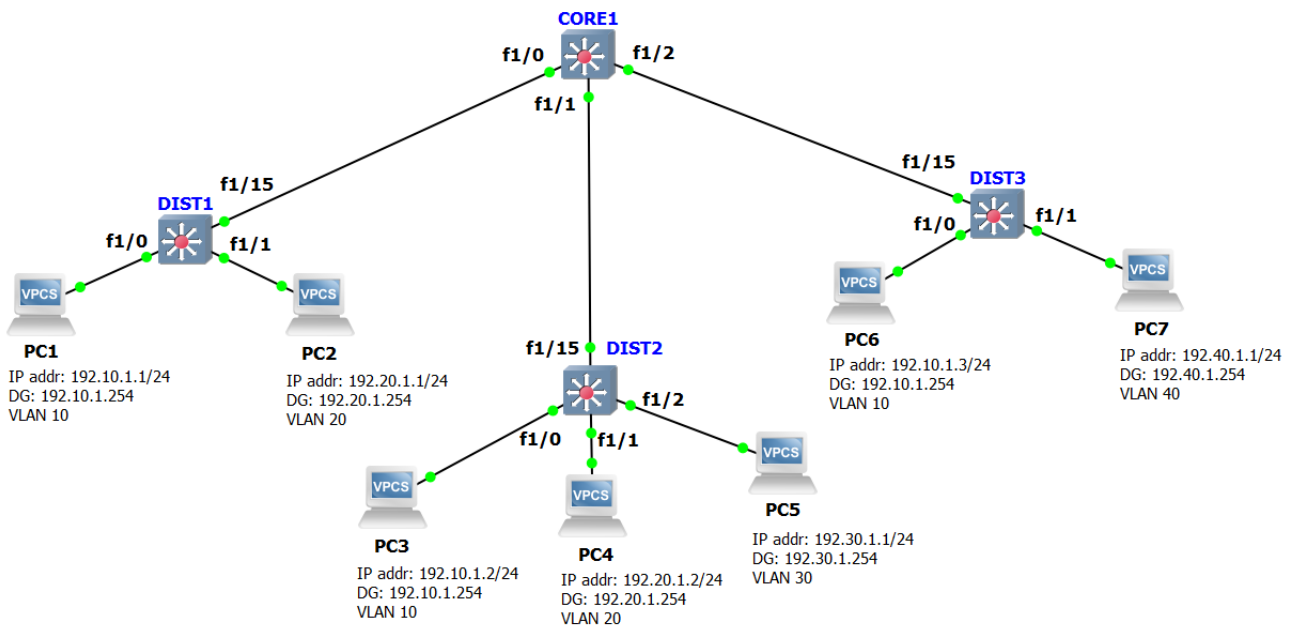 CORE1
f1/0
f1/2
f1/1
f1/15
DIST1
f1/0
f1/1
VPCS
PC1
IP addr: 192.10.1.1/24
DG: 192.10.1.254
VLAN 10
VPCS
PC2
IP addr: 192.20.1.1/24
DG: 192.20.1.254
VLAN 20
f1/15
DIST2
f1/0
f1/1
f1/2
VPCS
PC3
IP addr: 192.10.1.2/24
DG: 192.10.1.254
VLAN 10
VPCS
PC4
IP addr: 192.20.1.2/24
DG: 192.20.1.254
VLAN 20
VPCS
PC5
IP addr: 192.30.1.1/24
DG: 192.30.1.254
VLAN 30
f1/15
DIST3
f1/0
f1/1
VPCS
PC6
IP addr: 192.10.1.3/24
DG: 192.10.1.254
VLAN 10
VPCS
PC7
IP addr: 192.40.1.1/24
DG: 192.40.1.254
VLAN 40